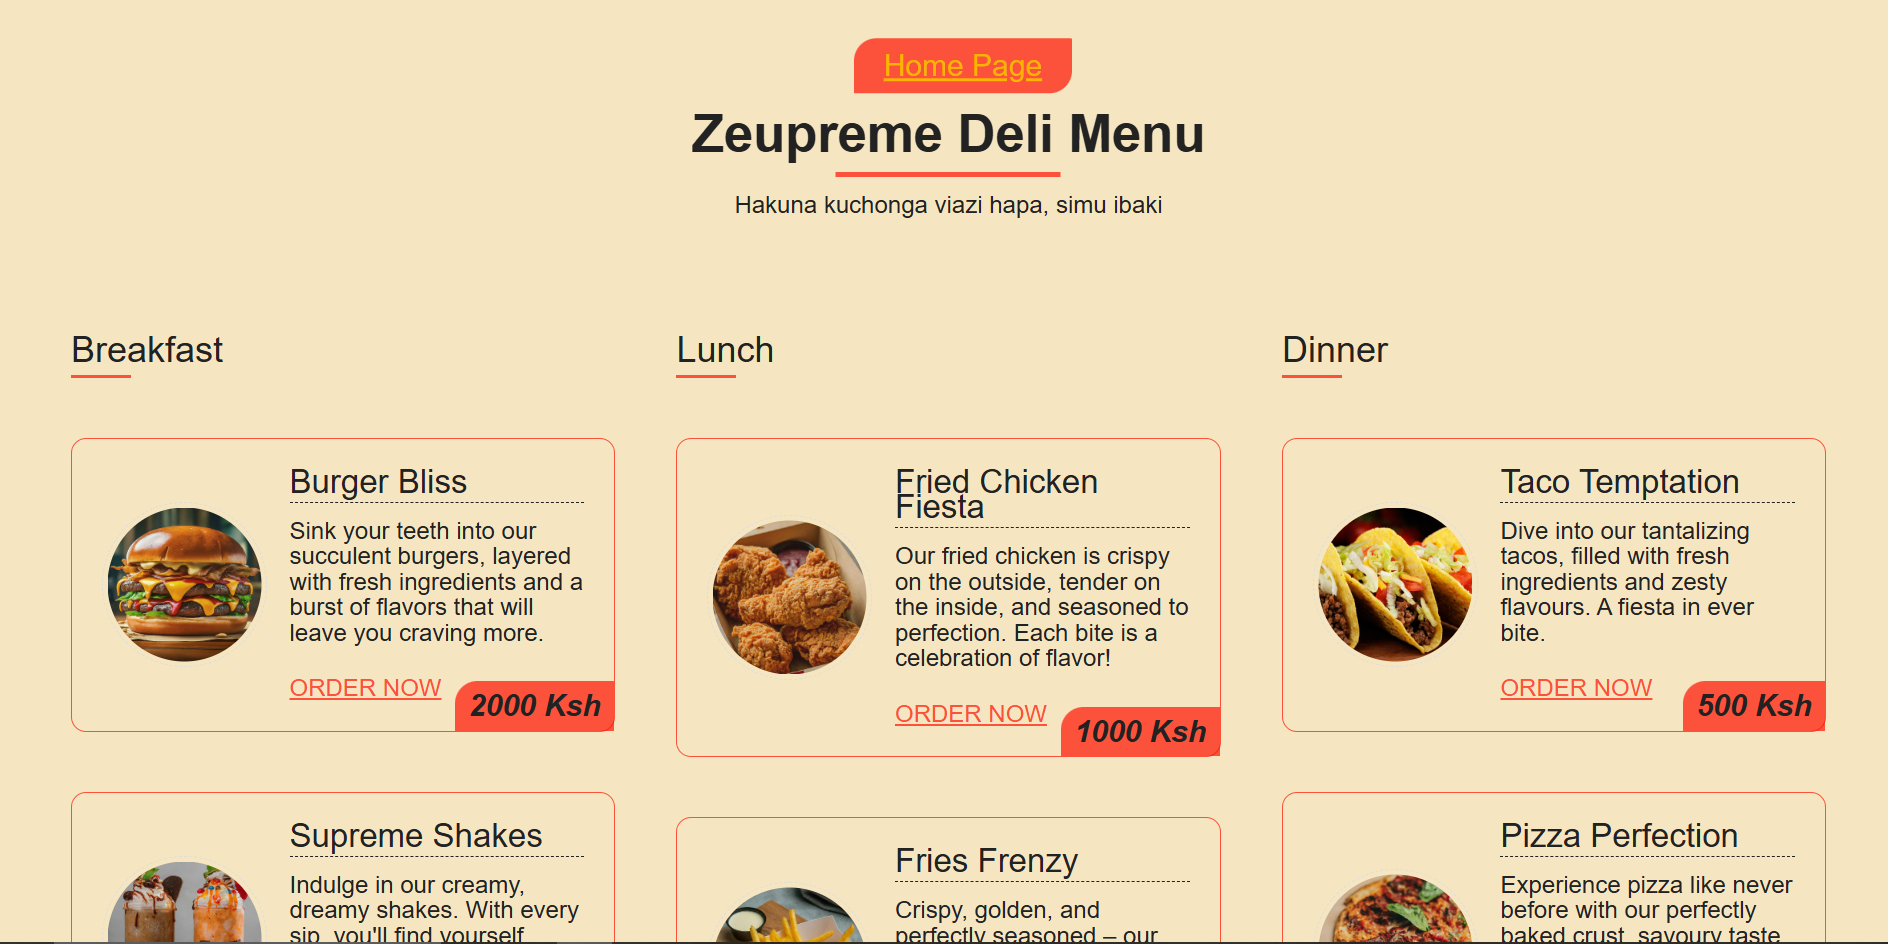 Home Page
Zeupreme Deli Menu
Hakuna kuchonga viazi hapa, simu ibaki
Breakfast
Burger Bliss
Sink your teeth into our
succulent burgers, layered
with fresh ingredients and a
burst of flavors that will
leave you craving more.
ORDER NOW
2000 Ksh
Supreme Shakes
Indulge in our creamy,
dreamy shakes. With every
sip, you'll find yourself
Lunch
Fried Chicken
Fiesta
Our fried chicken is crispy
on the outside, tender on
the inside, and seasoned to
perfection. Each bite is a
celebration of flavor!
ORDER NOW
1000 Ksh
Fries Frenzy
Crispy, golden, and
perfectly seasoned – our
Dinner
Taco Temptation
Dive into our tantalizing
tacos, filled with fresh
ingredients and zesty
flavours. A fiesta in ever
bite.
ORDER NOW
500 Ksh
Pizza Perfection
Experience pizza like never
before with our perfectly
baked crust, savoury taste